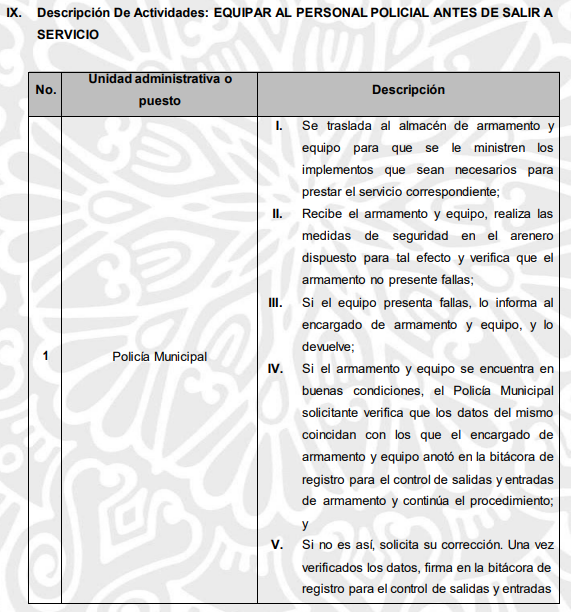 IX. Descripción De Actividades: EQUIPAR AL PERSONAL POLICIAL ANTES DE SALIR A
SERVICIO
No.
Unidad administrativa o
puesto
Descripción
1
Policía Municipal
I. Se traslada al almacén de armamento y
equipo para que se le ministren los
implementos que sean necesarios para
prestar el servicio correspondiente;
II. Recibe el armamento y equipo, realiza las
medidas de seguridad en el arenero
dispuesto para tal efecto y verifica que el
armamento no presente fallas;
III. Si el equipo presenta fallas, lo informa al
encargado de armamento y equipo, y lo
devuelve;
IV. Si el armamento y equipo se encuentra en
buenas condiciones, el Policía Municipal
solicitante verifica que los datos del mismo
coincidan con los que el encargado de
armamento y equipo anotó en la bitácora de
registro para el control de salidas y entradas
de armamento y continúa el procedimiento;
y
V. Si no es así, solicita su corrección. Una vez
verificados los datos, firma en la bitácora de
registro para el control de salidas y entradas